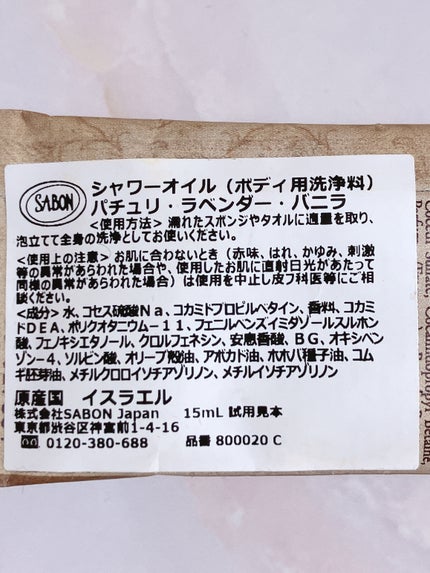 SABON
シャワーオイル（ボディ用洗浄料）
パチュリ・ラベンダー・バニラ
＜使用方法＞ 濡れたスポンジやタオルに適量を取り、
泡立てて全身の洗浄としてお使いください。
＜使用上の注意＞ お肌に合わないとき（赤味、はれ、かゆみ、刺激
等の異常があらわれた場合や、使用したお肌に直射日光があたって
同様の異常があらわれた場合）は使用を中止し皮フ科医等にご相
談ください。
＜成分＞ 水、コセス硫酸Ｎａ、コカミドプロピルベタイン、香料、コカミ
ドＤＥＡ、ポリクオタニウムー１１、フェニルベンズイミダゾールスルホン
酸、フェノキシエタノール、クロルフェネシン、安息香酸、ＢＧ、オキシベン
ゾンー４、ソルビン酸、オリーブ殻油、アボカド油、ホホバ種子油、コム
ギ胚芽油、メチルクロロイソチアゾリノン、メチルイソチアゾリノン
原産国 イスラエル
株式会社SABON Japan 15mL 試用見本
東京都渋谷区神宮前1-4-16
0120-380-688 品番 800020 C